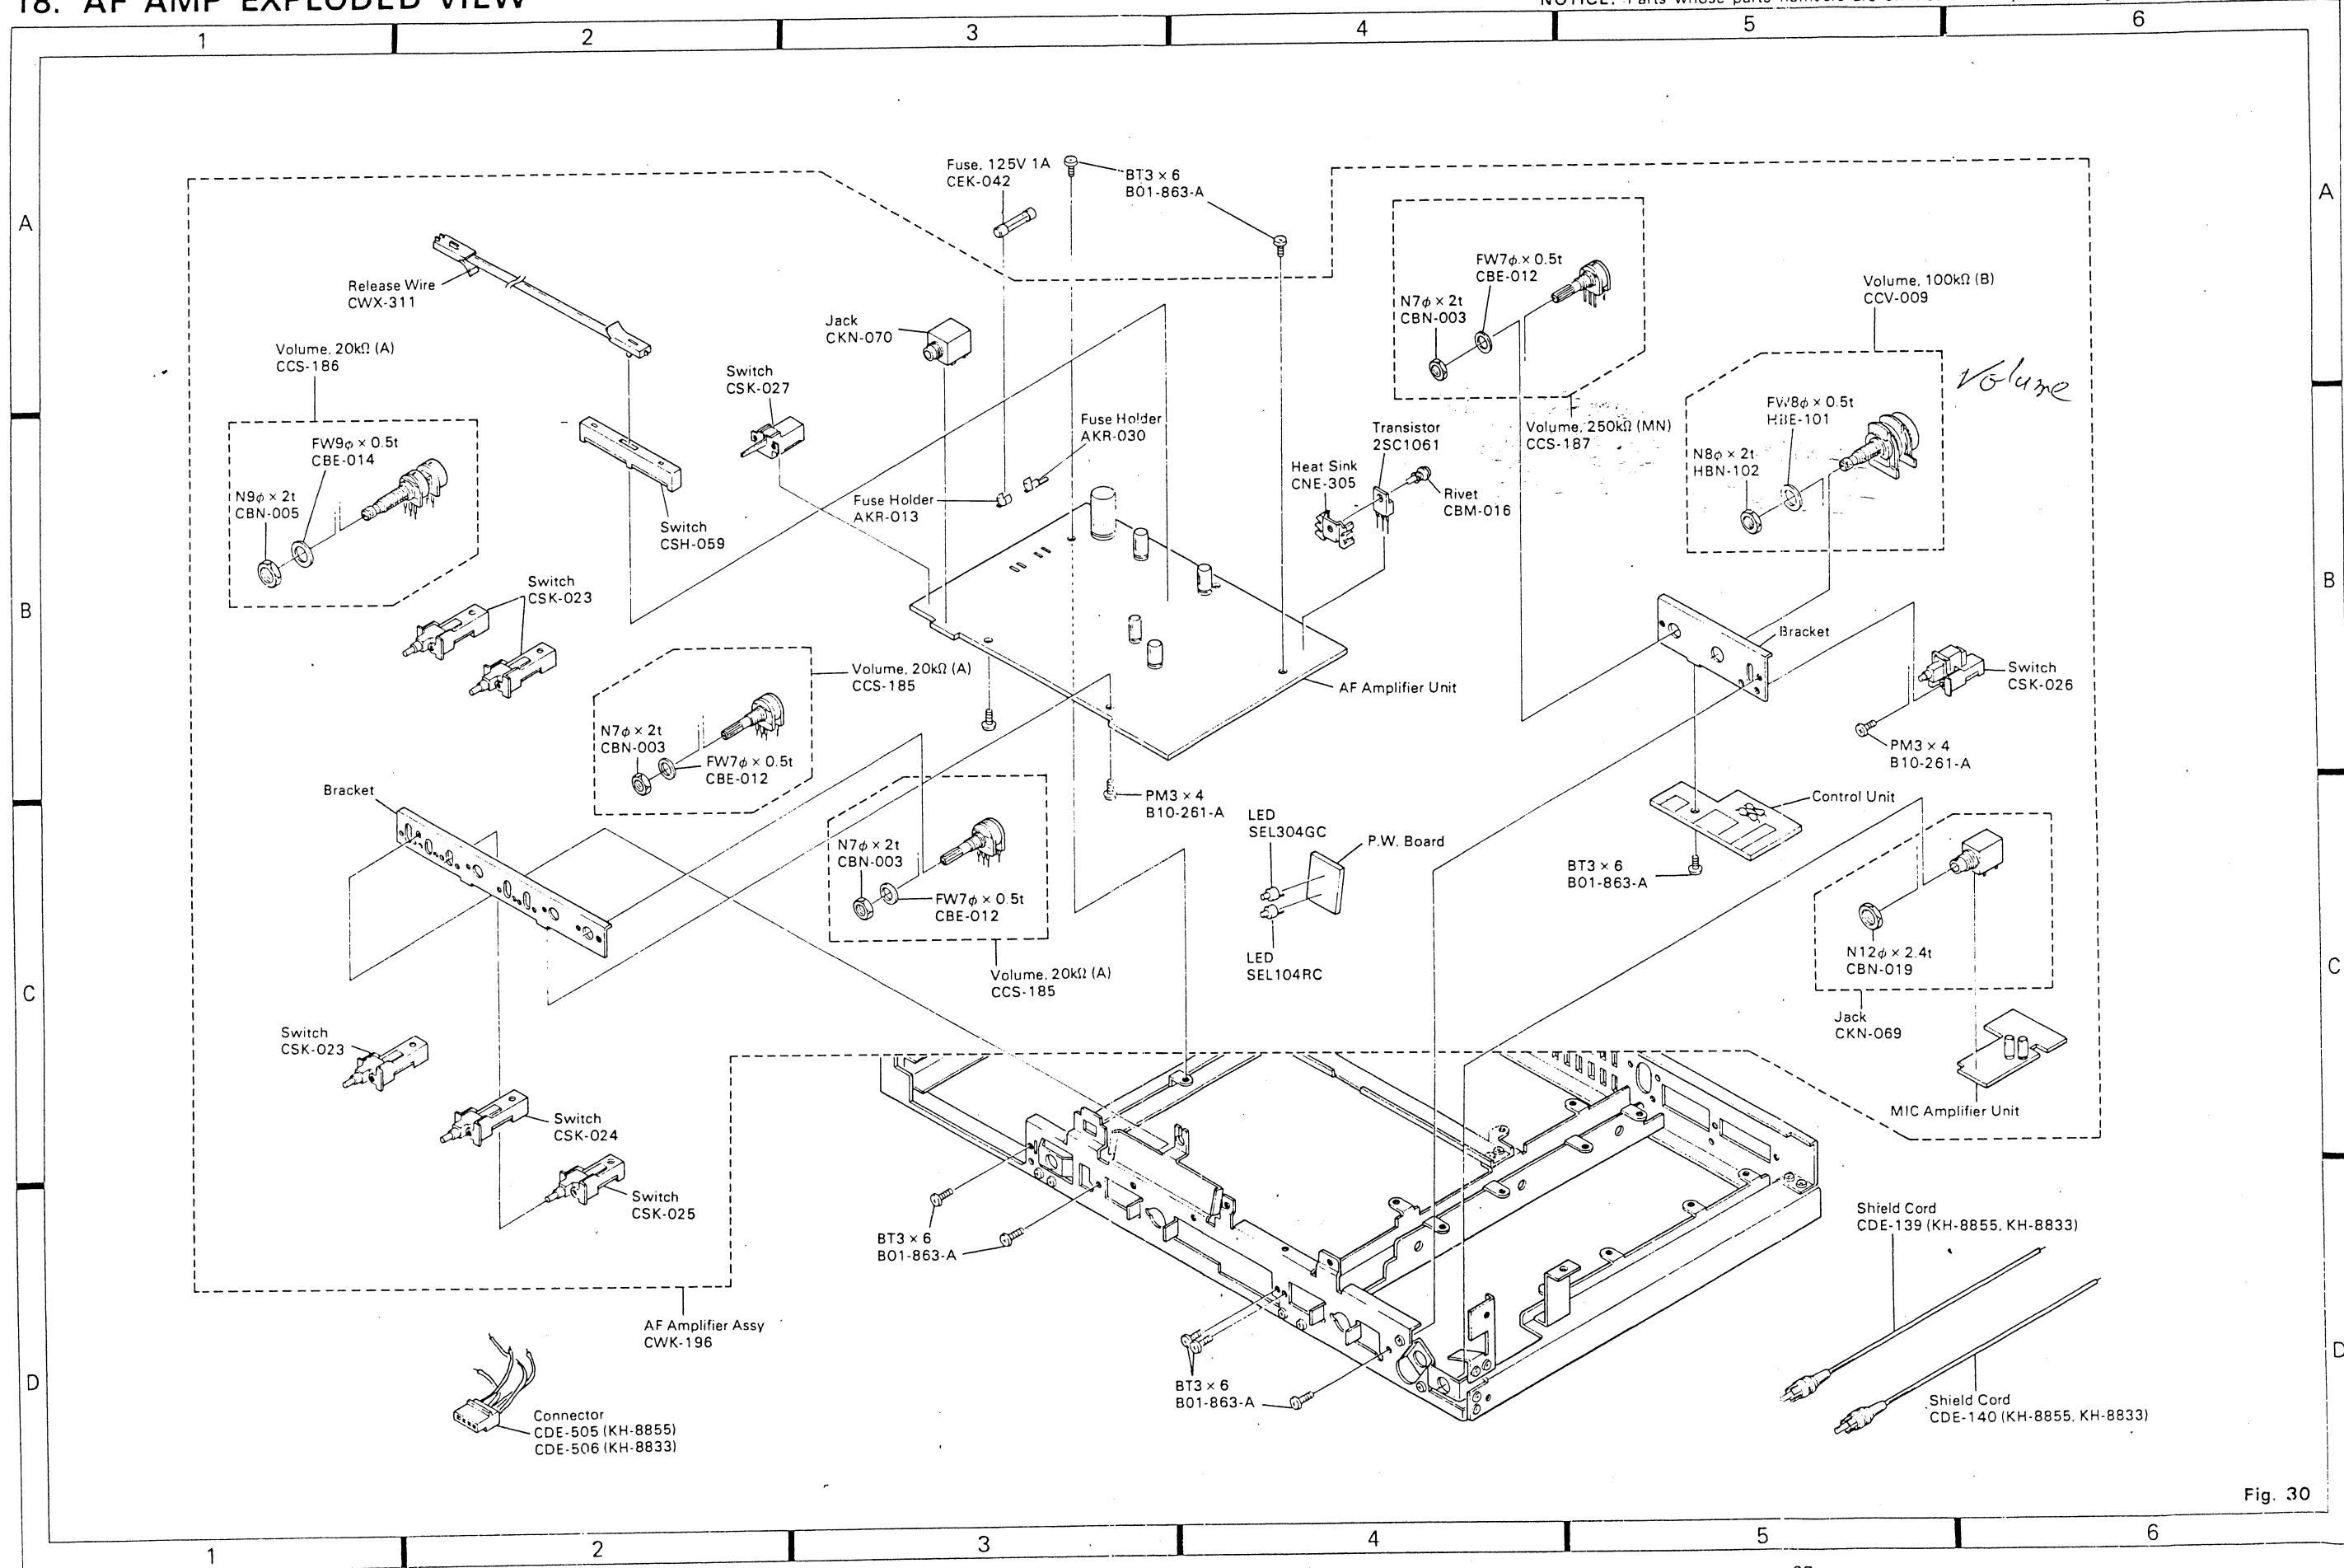 18. AF AMP EXPLODED VIEW
NOTICE: Parts whose parts numbers are
1 2 3 4 5 6
A
A
Fuse, 125V 1A
CEK-042
BT3 × 6
B01-863-A
Release Wire
CWX-311
Jack
CKN-070
FW7φ × 0.5t
CBE-012
N7φ × 2t
CBN-003
Volume, 100kΩ (B)
CCV-009
Volume, 20kΩ (A)
CCS-186
Switch
CSK-027
Volume
FW9φ × 0.5t
CBE-014
N9φ × 2t
CBN-005
Fuse Holder
AKR-030
Fuse Holder
AKR-013
Switch
CSH-059
Transistor
2SC1061
Heat Sink
CNE-305
Rivet
CBM-016
Volume, 250kΩ (MN)
CCS-187
FW8φ × 0.5t
HBE-101
N8φ × 2t
HBN-102
B
B
Switch
CSK-023
Volume, 20kΩ (A)
CCS-185
N7φ × 2t
CBN-003
FW7φ × 0.5t
CBE-012
AF Amplifier Unit
Bracket
Switch
CSK-026
PM3 × 4
B10-261-A
Bracket
PM3 × 4
B10-261-A
LED
SEL304GC
P.W. Board
Control Unit
BT3 × 6
B01-863-A
N7φ × 2t
CBN-003
FW7φ × 0.5t
CBE-012
Volume, 20kΩ (A)
CCS-185
LED
SEL104RC
N12φ × 2.4t
CBN-019
Jack
CKN-069
C
C
Switch
CSK-023
Switch
CSK-024
Switch
CSK-025
MIC Amplifier Unit
BT3 × 6
B01-863-A
Shield Cord
CDE-139 (KH-8855, KH-8833)
AF Amplifier Assy
CWK-196
D
D
BT3 × 6
B01-863-A
Shield Cord
CDE-140 (KH-8855, KH-8833)
Connector
CDE-505 (KH-8855)
CDE-506 (KH-8833)
Fig. 30
1 2 3 4 5 6